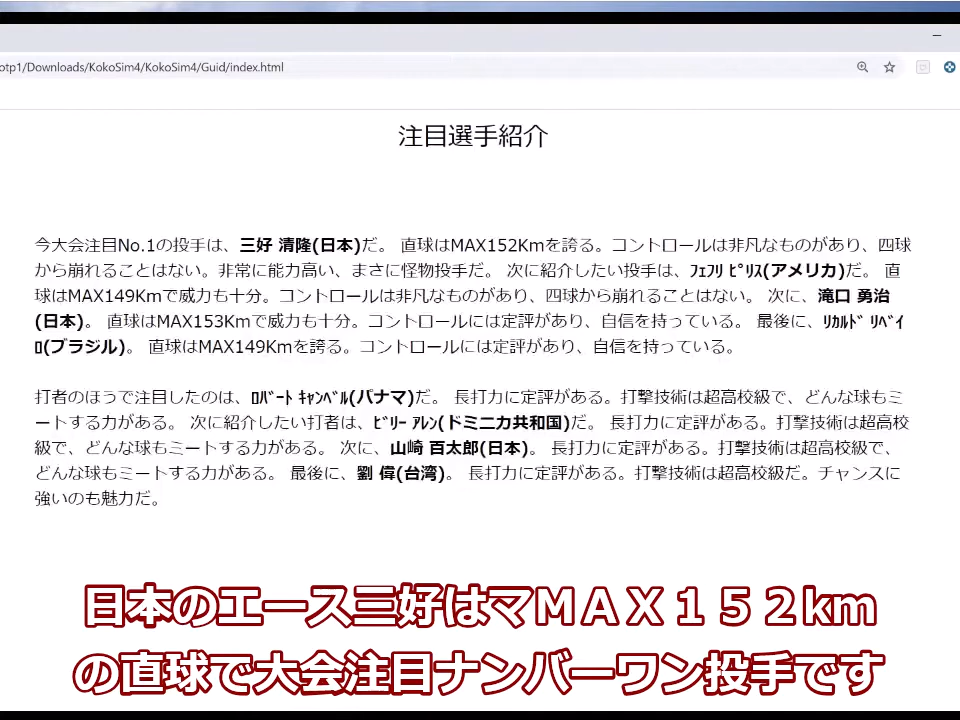 otp1/Downloads/KokoSim4/KokoSim4/Guid/index.html
注目選手紹介
今大会注目No.1の投手は、三好 清隆(日本)だ。 直球はMAX152Kmを誇る。コントロールは非凡なものがあり、四球
から崩れることはない。非常に能力高い、まさに怪物投手だ。 次に紹介したい投手は、ﾌｪﾌﾘ ﾋﾟﾘｽ(アメリカ)だ。 直
球はMAX149Kmで威力も十分。コントロールは非凡なものがあり、四球から崩れることはない。 次に、滝口 勇治
(日本)。 直球はMAX153Kmで威力も十分。コントロールには定評があり、自信を持っている。 最後に、ﾘｶﾙﾄﾞ ﾘﾍﾞｲ
ﾛ(ブラジル)。 直球はMAX149Kmを誇る。コントロールには定評があり、自信を持っている。
打者のほうで注目したのは、ﾛﾊﾞｰﾄ ｷｬﾝﾍﾞﾙ(パナマ)だ。 長打力に定評がある。打撃技術は超高校級で、どんな球もミ
ートする力がある。 次に紹介したい打者は、ﾋﾞﾘｰ ｱﾚﾝ(ドミニカ共和国)だ。 長打力に定評がある。打撃技術は超高校
級で、どんな球もミートする力がある。 次に、山崎 百太郎(日本)。 長打力に定評がある。打撃技術は超高校級で、
どんな球もミートする力がある。 最後に、劉 偉(台湾)。 長打力に定評がある。打撃技術は超高校級だ。チャンスに
強いのも魅力だ。
日本のエース三好はマＭＡＸ１５２km
の直球で大会注目ナンバーワン投手です